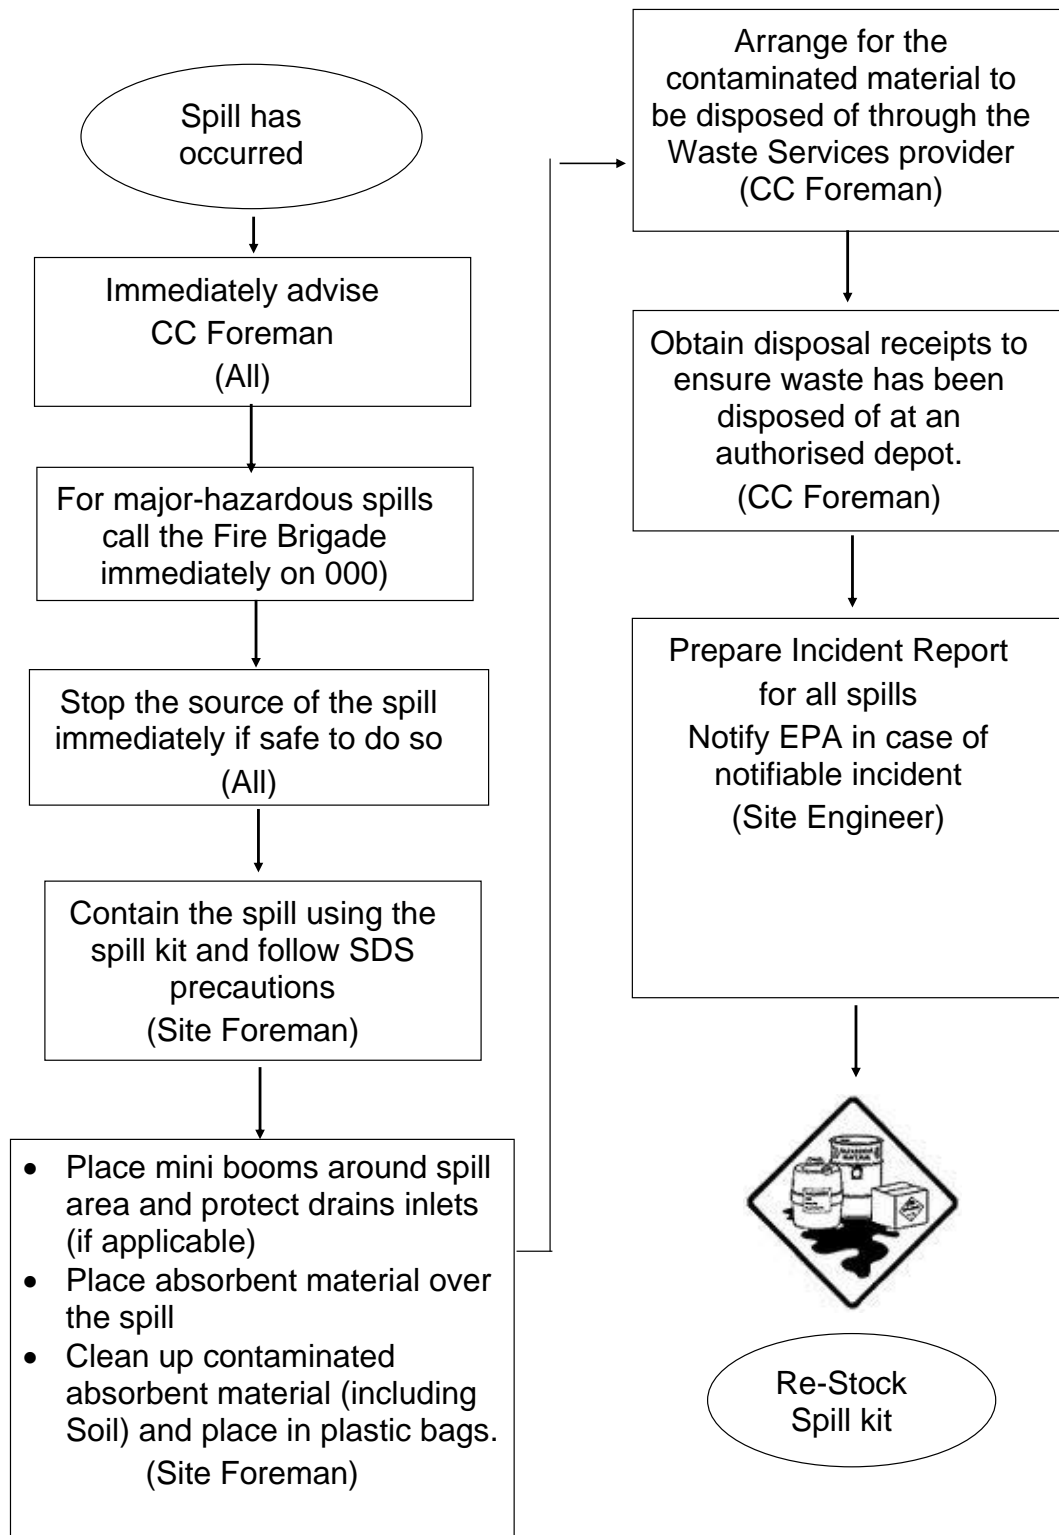 Spill has
occurred
Immediately advise
CC Foreman
(All)
For major-hazardous spills
call the Fire Brigade
immediately on 000)
Stop the source of the spill
immediately if safe to do so
(All)
Contain the spill using the
spill kit and follow SDS
precautions
(Site Foreman)
• Place mini booms around spill
area and protect drains inlets
(if applicable)
• Place absorbent material over
the spill
• Clean up contaminated
absorbent material (including
Soil) and place in plastic bags.
(Site Foreman)
Arrange for the
contaminated material to
be disposed of through the
Waste Services provider
(CC Foreman)
Obtain disposal receipts to
ensure waste has been
disposed of at an
authorised depot.
(CC Foreman)
Prepare Incident Report
for all spills
Notify EPA in case of
notifiable incident
(Site Engineer)
Re-Stock
Spill kit